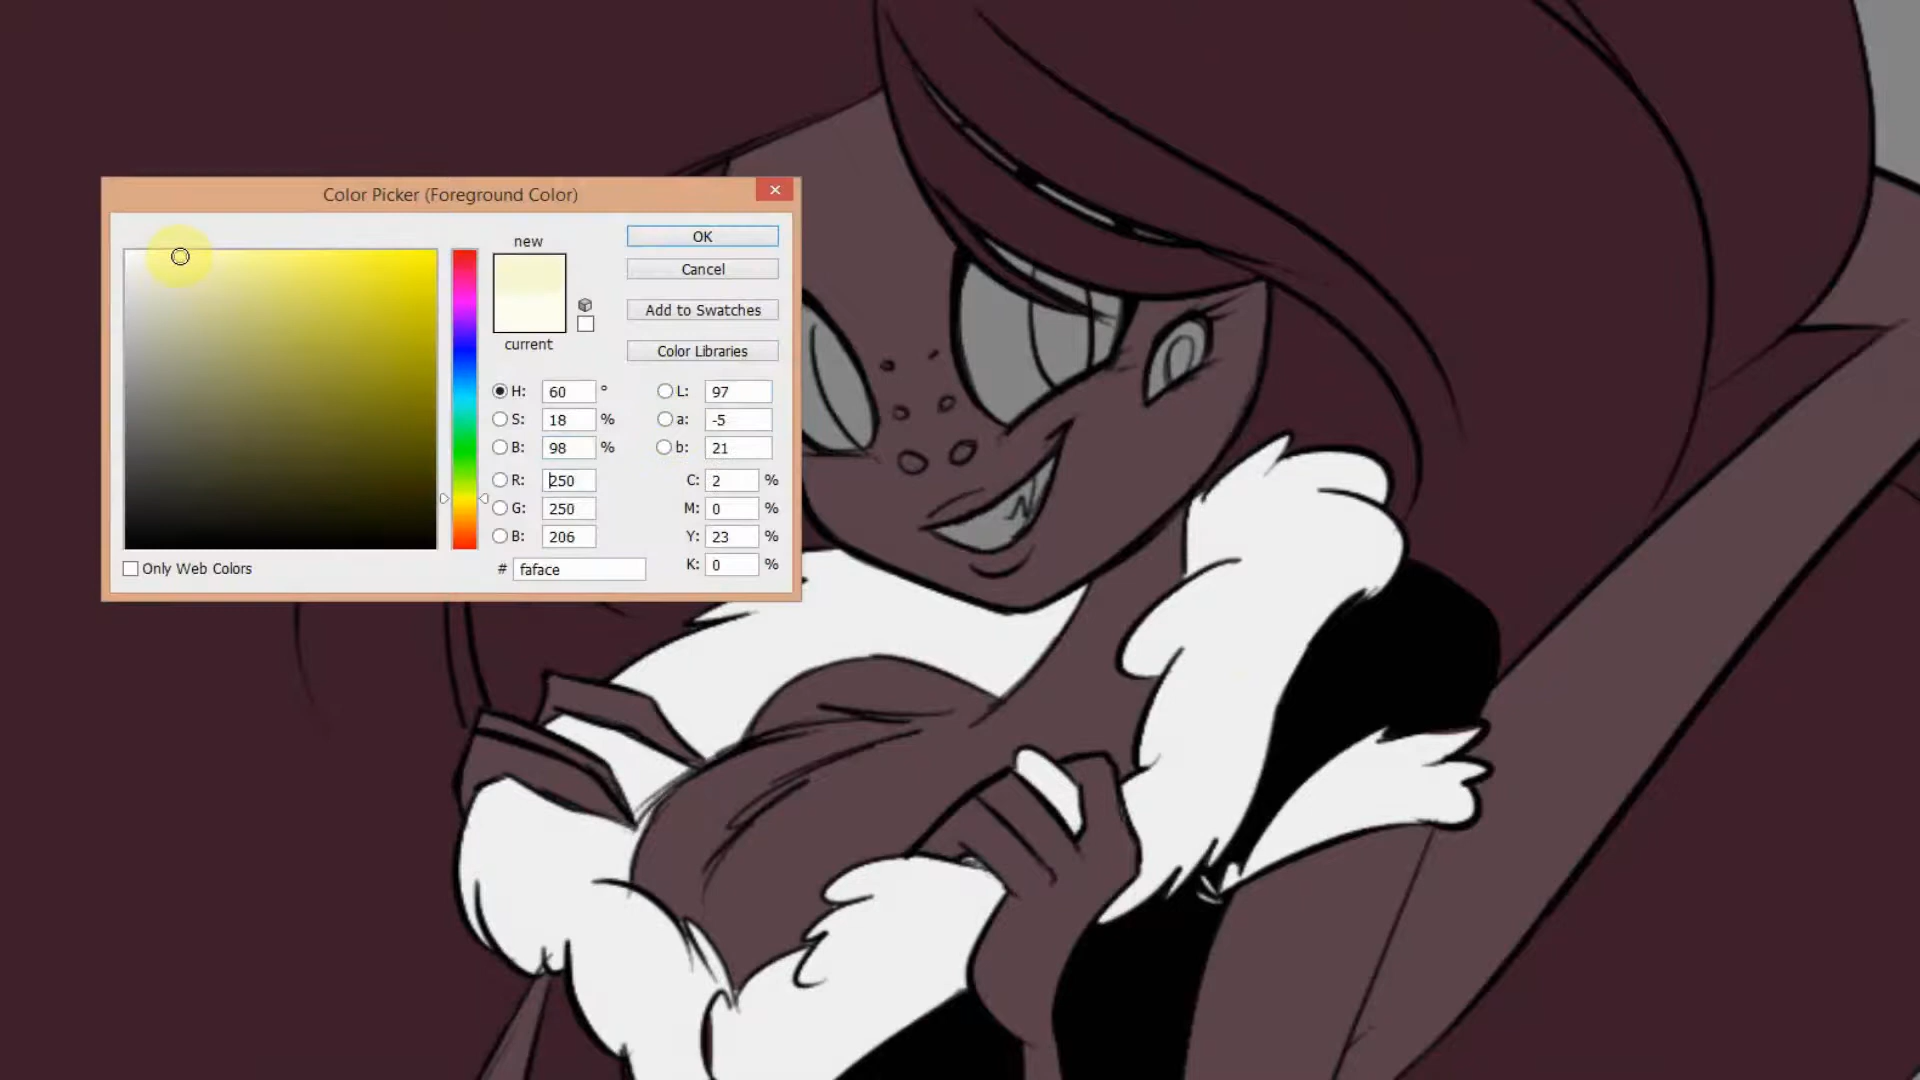 Color Picker (Foreground Color)
new
current
OK
Cancel
Add to Swatches
Color Libraries
H: 60 °
S: 18 %
B: 98 %
R: 250
G: 250
B: 206
# faface
L: 97
a: -5
b: 21
C: 2 %
M: 0 %
Y: 23 %
K: 0 %
Only Web Colors